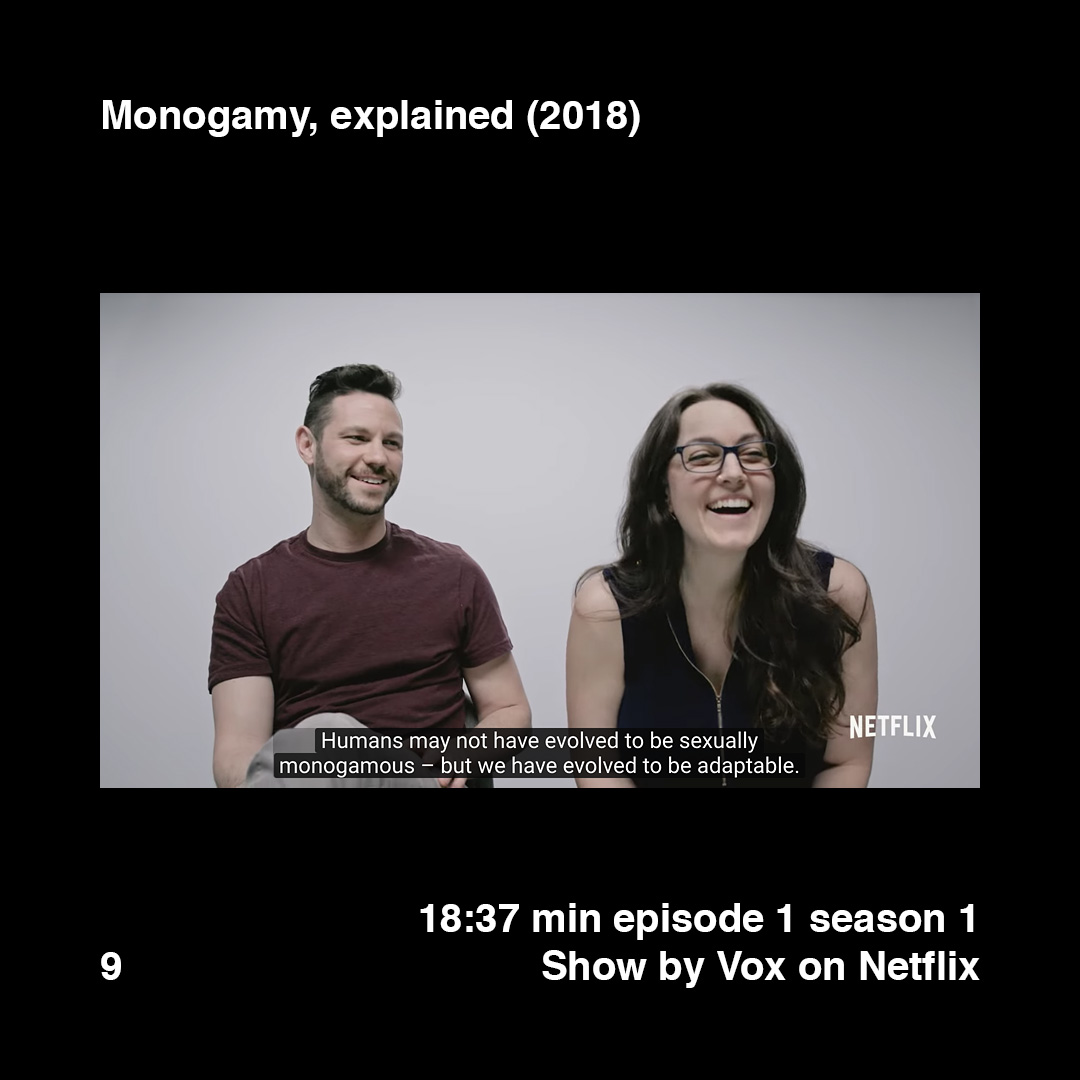 Monogamy, explained (2018)
NETFLIX
Humans may not have evolved to be sexually
monogamous – but we have evolved to be adaptable.
18:37 min episode 1 season 1
9
Show by Vox on Netflix